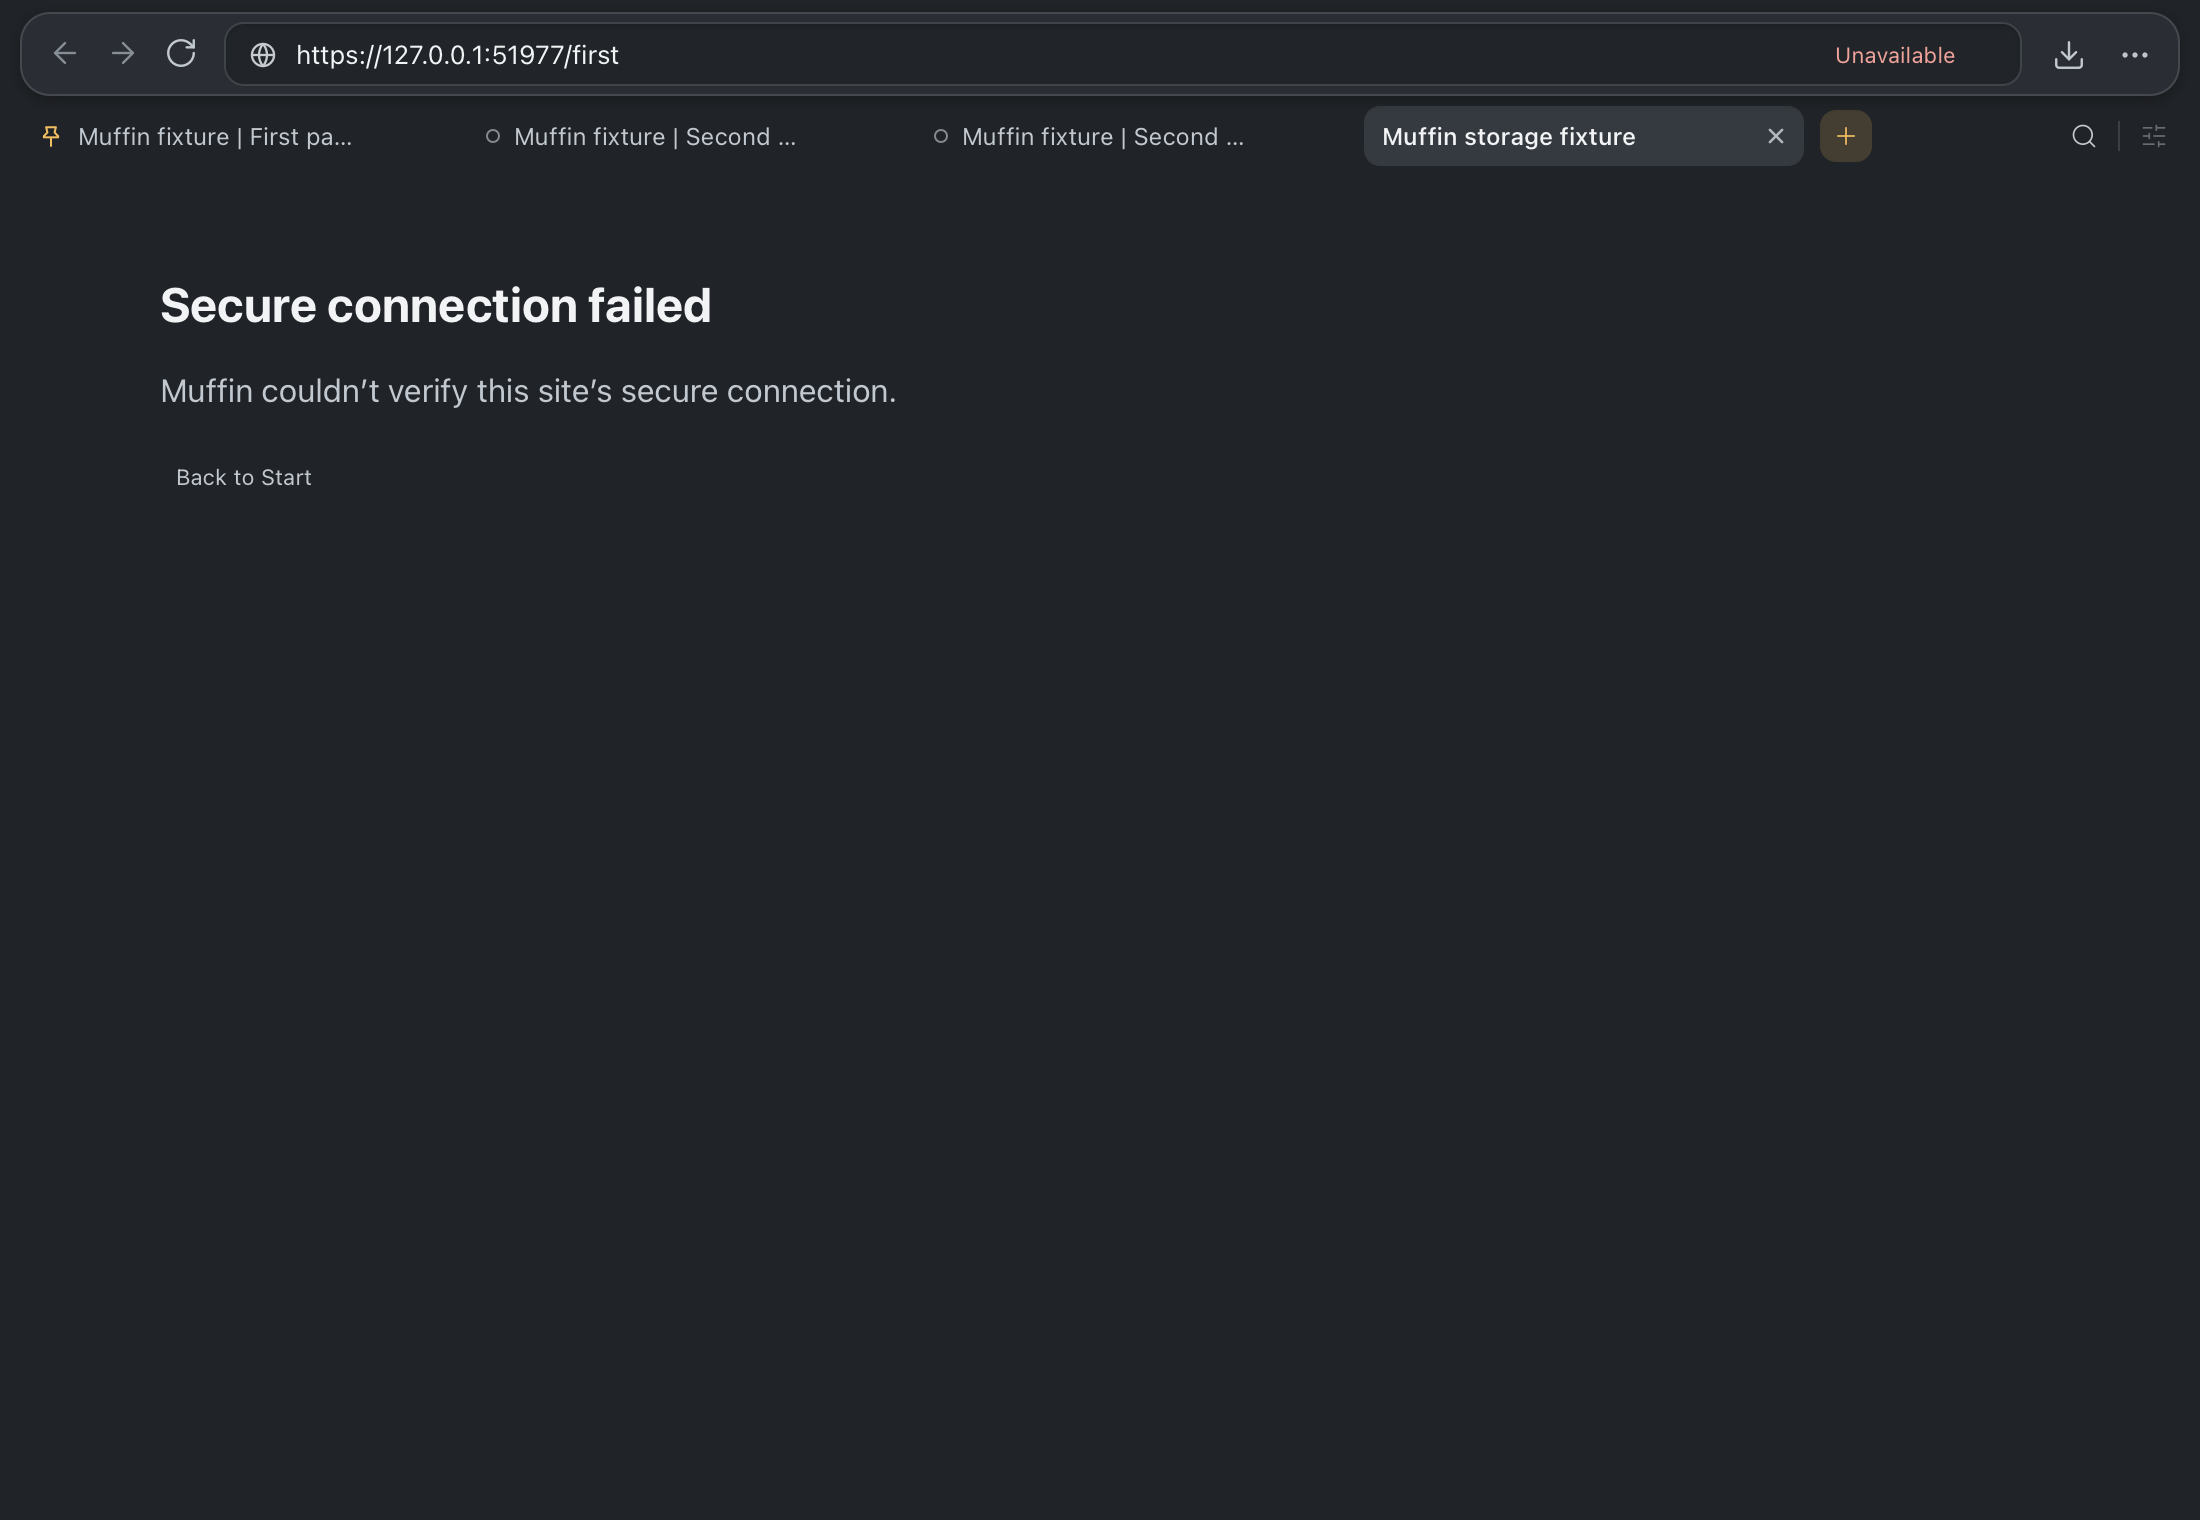 https://127.0.0.1:51977/first
Unavailable
Muffin fixture | First pa...
Muffin fixture | Second ...
Muffin fixture | Second ...
Muffin storage fixture
Secure connection failed
Muffin couldn’t verify this site’s secure connection.
Back to Start